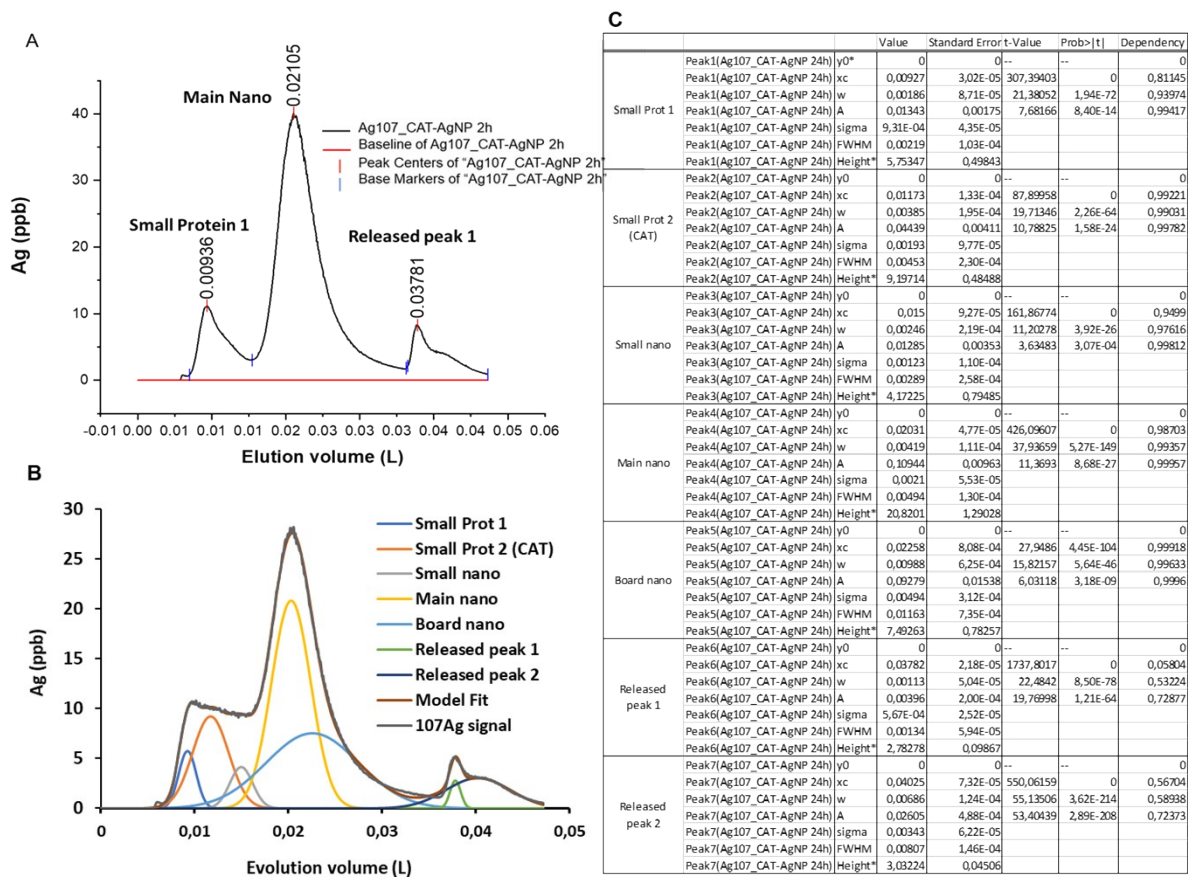 A
Ag (ppb)
40
30
20
10
0
0.00936
0.02105
0.03781
Main Nano
Small Protein 1
Released peak 1
Ag107_CAT-AgNP 2h
Baseline of Ag107_CAT-AgNP 2h
Peak Centers of "Ag107_CAT-AgNP 2h"
Base Markers of "Ag107_CAT-AgNP 2h"
-0.01 0.00 0.01 0.01 0.02 0.02 0.03 0.03 0.04 0.04 0.05 0.06
Elution volume (L)
B
Ag (ppb)
30
25
20
15
10
5
0
Small Prot 1
Small Prot 2 (CAT)
Small nano
Main nano
Board nano
Released peak 1
Released peak 2
Model Fit
107Ag signal
0 0,01 0,02 0,03 0,04 0,05
Evolution volume (L)
C
Value Standard Error t-Value Prob>|t| Dependency
Small Prot 1
Peak1(Ag107_CAT-AgNP 24h) y0* 0 0 -- -- 0
Peak1(Ag107_CAT-AgNP 24h) xc 0,00927 3,02E-05 307,39403 0 0,81145
Peak1(Ag107_CAT-AgNP 24h) w 0,00186 8,71E-05 21,38052 1,94E-72 0,93974
Peak1(Ag107_CAT-AgNP 24h) A 0,01343 0,00175 7,68166 8,40E-14 0,99417
Peak1(Ag107_CAT-AgNP 24h) sigma 9,31E-04 4,35E-05
Peak1(Ag107_CAT-AgNP 24h) FWHM 0,00219 1,03E-04
Peak1(Ag107_CAT-AgNP 24h) Height* 5,75347 0,49843
Small Prot 2
(CAT)
Peak2(Ag107_CAT-AgNP 24h) y0 0 0 -- -- 0
Peak2(Ag107_CAT-AgNP 24h) xc 0,01173 1,33E-04 87,89958 0 0,99221
Peak2(Ag107_CAT-AgNP 24h) w 0,00385 1,95E-04 19,71346 2,26E-64 0,99031
Peak2(Ag107_CAT-AgNP 24h) A 0,04439 0,00411 10,78825 1,58E-24 0,99782
Peak2(Ag107_CAT-AgNP 24h) sigma 0,00193 9,77E-05
Peak2(Ag107_CAT-AgNP 24h) FWHM 0,00453 2,30E-04
Peak2(Ag107_CAT-AgNP 24h) Height* 9,19714 0,48488
Small nano
Peak3(Ag107_CAT-AgNP 24h) y0 0 0 -- -- 0
Peak3(Ag107_CAT-AgNP 24h) xc 0,015 9,27E-05 161,86774 0 0,9499
Peak3(Ag107_CAT-AgNP 24h) w 0,00246 2,19E-04 11,20278 3,92E-26 0,97616
Peak3(Ag107_CAT-AgNP 24h) A 0,01285 0,00353 3,63483 3,07E-04 0,99812
Peak3(Ag107_CAT-AgNP 24h) sigma 0,00123 1,10E-04
Peak3(Ag107_CAT-AgNP 24h) FWHM 0,00289 2,58E-04
Peak3(Ag107_CAT-AgNP 24h) Height* 4,17225 0,79485
Main nano
Peak4(Ag107_CAT-AgNP 24h) y0 0 0 -- -- 0
Peak4(Ag107_CAT-AgNP 24h) xc 0,02031 4,77E-05 426,09607 0 0,98703
Peak4(Ag107_CAT-AgNP 24h) w 0,00419 1,11E-04 37,93659 5,27E-149 0,99357
Peak4(Ag107_CAT-AgNP 24h) A 0,10944 0,00963 11,3693 8,68E-27 0,99957
Peak4(Ag107_CAT-AgNP 24h) sigma 0,0021 5,53E-05
Peak4(Ag107_CAT-AgNP 24h) FWHM 0,00494 1,30E-04
Peak4(Ag107_CAT-AgNP 24h) Height* 20,8201 1,29028
Board nano
Peak5(Ag107_CAT-AgNP 24h) y0 0 0 -- -- 0
Peak5(Ag107_CAT-AgNP 24h) xc 0,02258 8,08E-04 27,9486 4,45E-104 0,99918
Peak5(Ag107_CAT-AgNP 24h) w 0,00988 6,25E-04 15,82157 5,64E-46 0,99633
Peak5(Ag107_CAT-AgNP 24h) A 0,09279 0,01538 6,03118 3,18E-09 0,9996
Peak5(Ag107_CAT-AgNP 24h) sigma 0,00494 3,12E-04
Peak5(Ag107_CAT-AgNP 24h) FWHM 0,01163 7,35E-04
Peak5(Ag107_CAT-AgNP 24h) Height* 7,49263 0,78257
Released
peak 1
Peak6(Ag107_CAT-AgNP 24h) y0 0 0 -- -- 0
Peak6(Ag107_CAT-AgNP 24h) xc 0,03782 2,18E-05 1737,8017 0 0,05804
Peak6(Ag107_CAT-AgNP 24h) w 0,00113 5,04E-05 22,4842 8,50E-78 0,53224
Peak6(Ag107_CAT-AgNP 24h) A 0,00396 2,00E-04 19,76998 1,21E-64 0,72877
Peak6(Ag107_CAT-AgNP 24h) sigma 5,67E-04 2,52E-05
Peak6(Ag107_CAT-AgNP 24h) FWHM 0,00134 5,94E-05
Peak6(Ag107_CAT-AgNP 24h) Height* 2,78278 0,09867
Released
peak 2
Peak7(Ag107_CAT-AgNP 24h) y0 0 0 -- -- 0
Peak7(Ag107_CAT-AgNP 24h) xc 0,04025 7,32E-05 550,06159 0 0,56704
Peak7(Ag107_CAT-AgNP 24h) w 0,00686 1,24E-04 55,13506 3,62E-214 0,58938
Peak7(Ag107_CAT-AgNP 24h) A 0,02605 4,88E-04 53,40439 2,89E-208 0,72373
Peak7(Ag107_CAT-AgNP 24h) sigma 0,00343 6,22E-05
Peak7(Ag107_CAT-AgNP 24h) FWHM 0,00807 1,46E-04
Peak7(Ag107_CAT-AgNP 24h) Height* 3,03224 0,04506